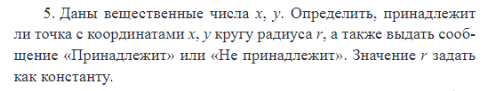 5. Даны вещественные числа x, y. Определить, принадлежит
ли точка с координатами x, y кругу радиуса r, а также выдать сооб-
щение «Принадлежит» или «Не принадлежит». Значение r задать
как константу.